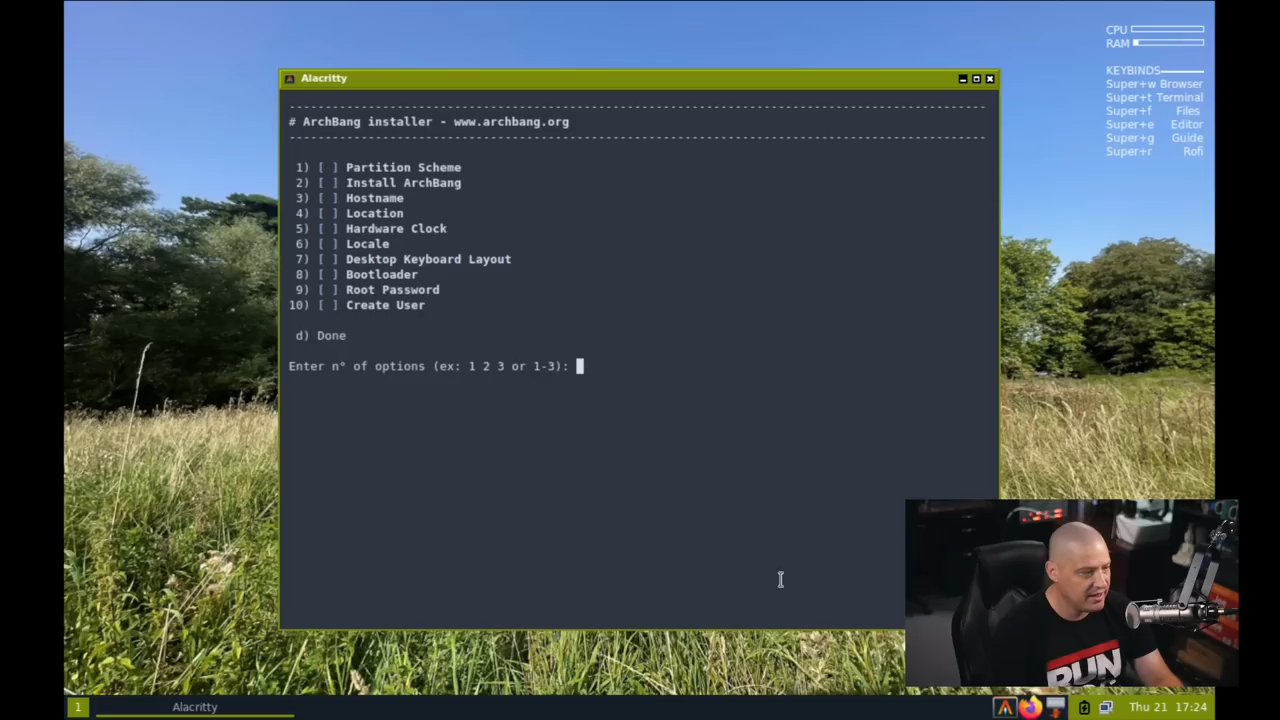 CPU
RAM
KEYBINDS
Super+w Browser
Super+t Terminal
Super+f Files
Super+e Editor
Super+g Guide
Super+r Rofi
Alacritty
# ArchBang installer - www.archbang.org
1) [ ] Partition Scheme
2) [ ] Install ArchBang
3) [ ] Hostname
4) [ ] Location
5) [ ] Hardware Clock
6) [ ] Locale
7) [ ] Desktop Keyboard Layout
8) [ ] Bootloader
9) [ ] Root Password
10) [ ] Create User
d) Done
Enter n° of options (ex: 1 2 3 or 1-3):
RUN
1
Alacritty
Thu 21 17:24